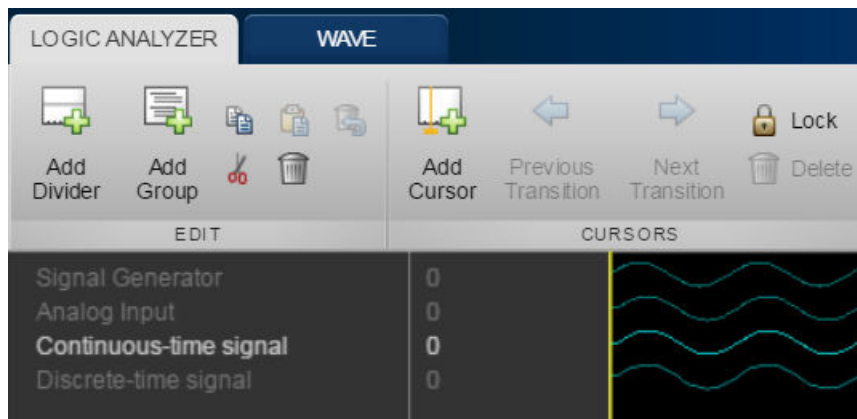 LOGIC ANALYZER
WAVE
Add
Divider
Add
Group
Add
Cursor
Previous
Transition
Next
Transition
Lock
Delete
EDIT
CURSORS
Signal Generator 0
Analog Input 0
Continuous-time signal 0
Discrete-time signal 0